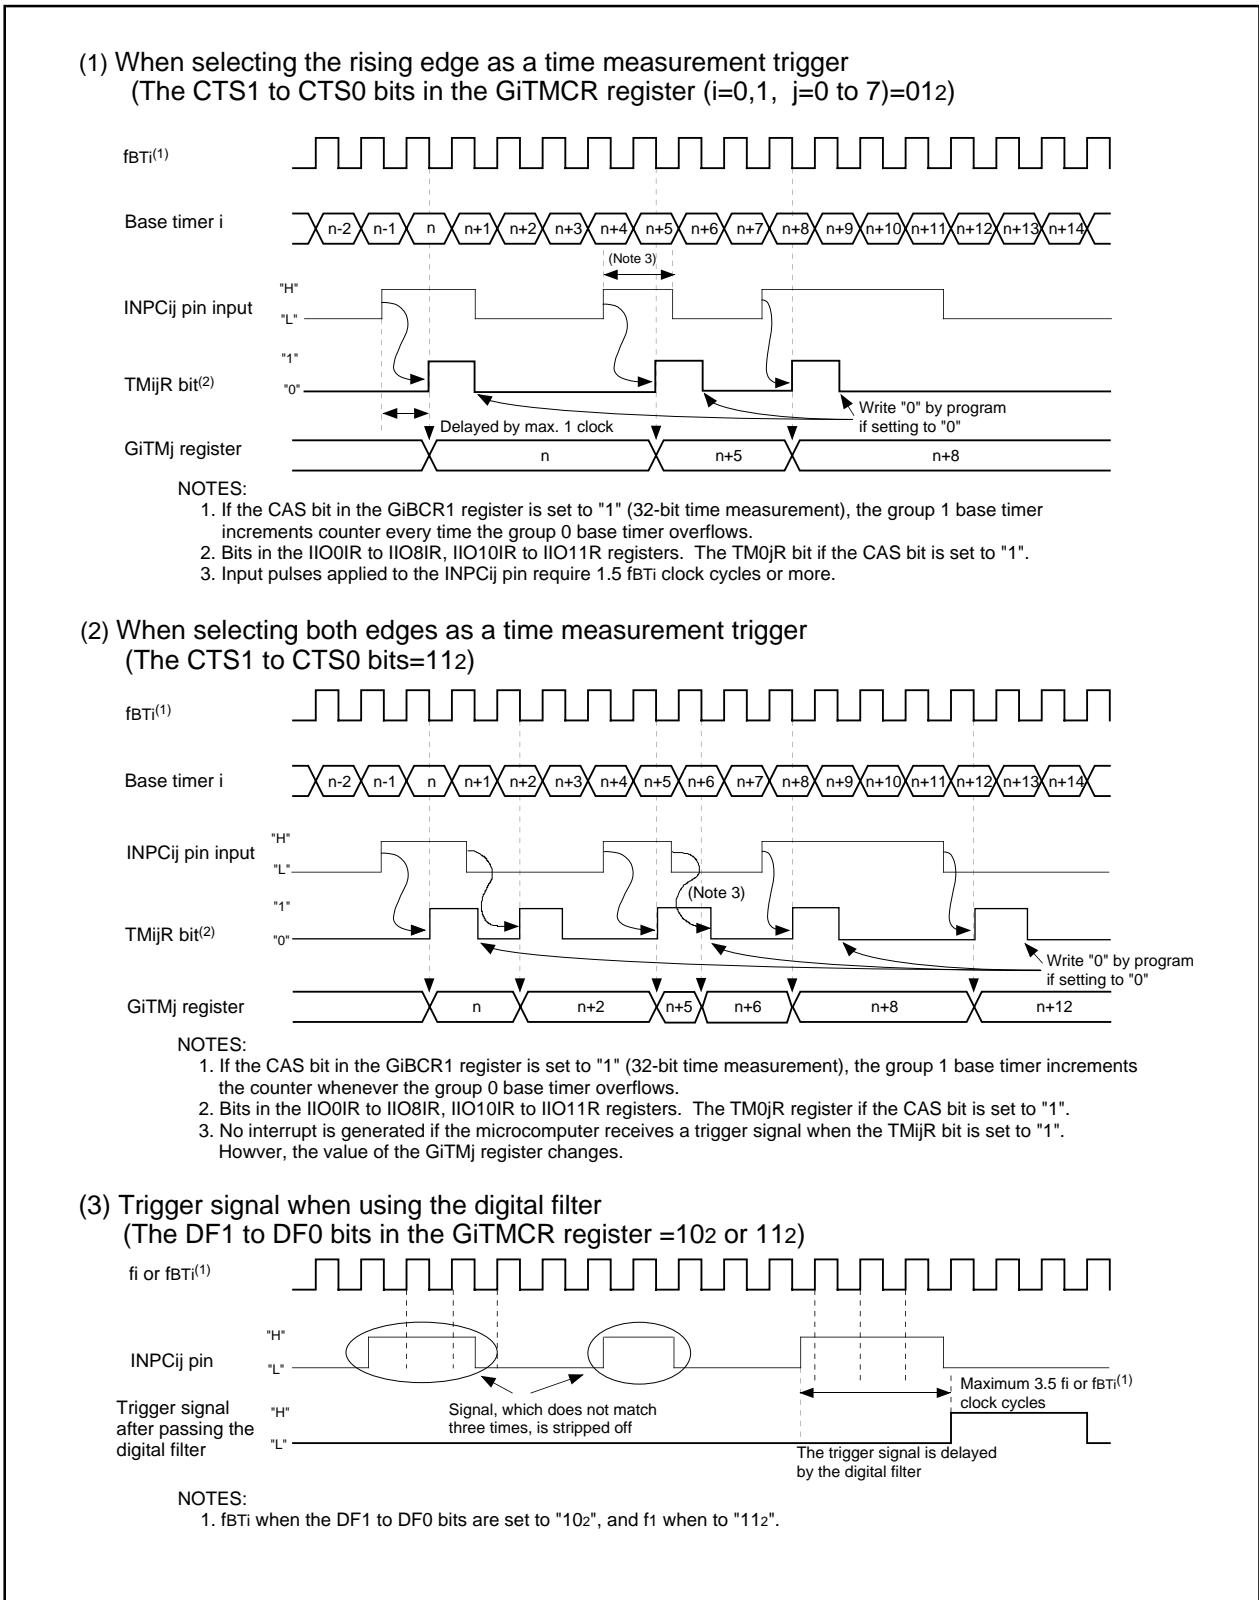 (1) When selecting the rising edge as a time measurement trigger
(The CTS1 to CTS0 bits in the GiTMCR register (i=0,1, j=0 to 7)=012)
fBTi(1)
Base timer i
n-2 n-1 n n+1 n+2 n+3 n+4 n+5 n+6 n+7 n+8 n+9 n+10 n+11 n+12 n+13 n+14
(Note 3)
INPCij pin input
"H"
"L"
TMijR bit(2)
"1"
"0"
Write "0" by program
if setting to "0"
Delayed by max. 1 clock
GiTMj register
n n+5 n+8
NOTES:
1. If the CAS bit in the GiBCR1 register is set to "1" (32-bit time measurement), the group 1 base timer
increments counter every time the group 0 base timer overflows.
2. Bits in the IIO0IR to IIO8IR, IIO10IR to IIO11R registers. The TM0jR bit if the CAS bit is set to "1".
3. Input pulses applied to the INPCij pin require 1.5 fBTi clock cycles or more.
(2) When selecting both edges as a time measurement trigger
(The CTS1 to CTS0 bits=112)
fBTi(1)
Base timer i
n-2 n-1 n n+1 n+2 n+3 n+4 n+5 n+6 n+7 n+8 n+9 n+10 n+11 n+12 n+13 n+14
INPCij pin input
"H"
"L"
(Note 3)
TMijR bit(2)
"1"
"0"
Write "0" by program
if setting to "0"
GiTMj register
n n+2 n+5 n+6 n+8 n+12
NOTES:
1. If the CAS bit in the GiBCR1 register is set to "1" (32-bit time measurement), the group 1 base timer increments
the counter whenever the group 0 base timer overflows.
2. Bits in the IIO0IR to IIO8IR, IIO10IR to IIO11R registers. The TM0jR register if the CAS bit is set to "1".
3. No interrupt is generated if the microcomputer receives a trigger signal when the TMijR bit is set to "1".
Howver, the value of the GiTMj register changes.
(3) Trigger signal when using the digital filter
(The DF1 to DF0 bits in the GiTMCR register =102 or 112)
fi or fBTi(1)
INPCij pin
"H"
"L"
Maximum 3.5 fi or fBTi(1)
clock cycles
Signal, which does not match
three times, is stripped off
Trigger signal
after passing the
digital filter
"H"
"L"
The trigger signal is delayed
by the digital filter
NOTES:
1. fBTi when the DF1 to DF0 bits are set to "102", and f1 when to "112".